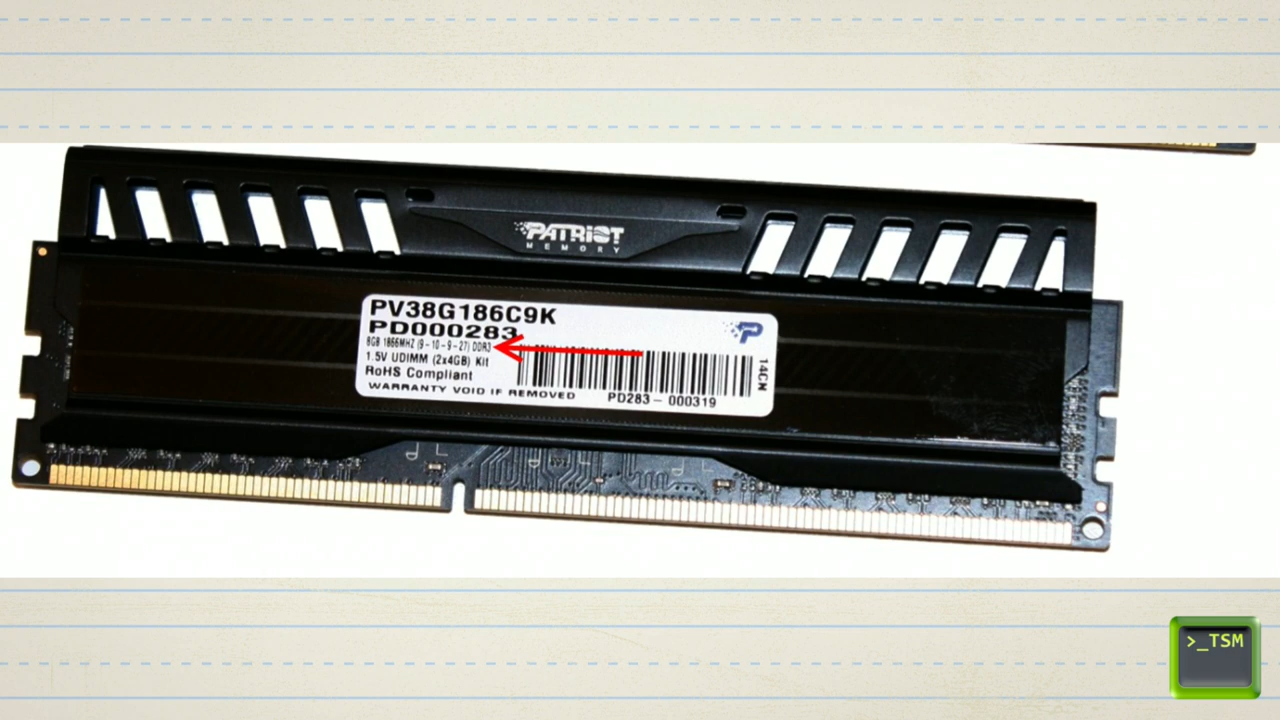 PATRIOT
MEMORY
PV38G186C9K
PD000283
8GB 1866MHZ (9-10-9-27) DDR3
1.5V UDIMM (2x4GB) Kit
RoHS Compliant
WARRANTY VOID IF REMOVED
PD283-000319
14CN
>_TSM